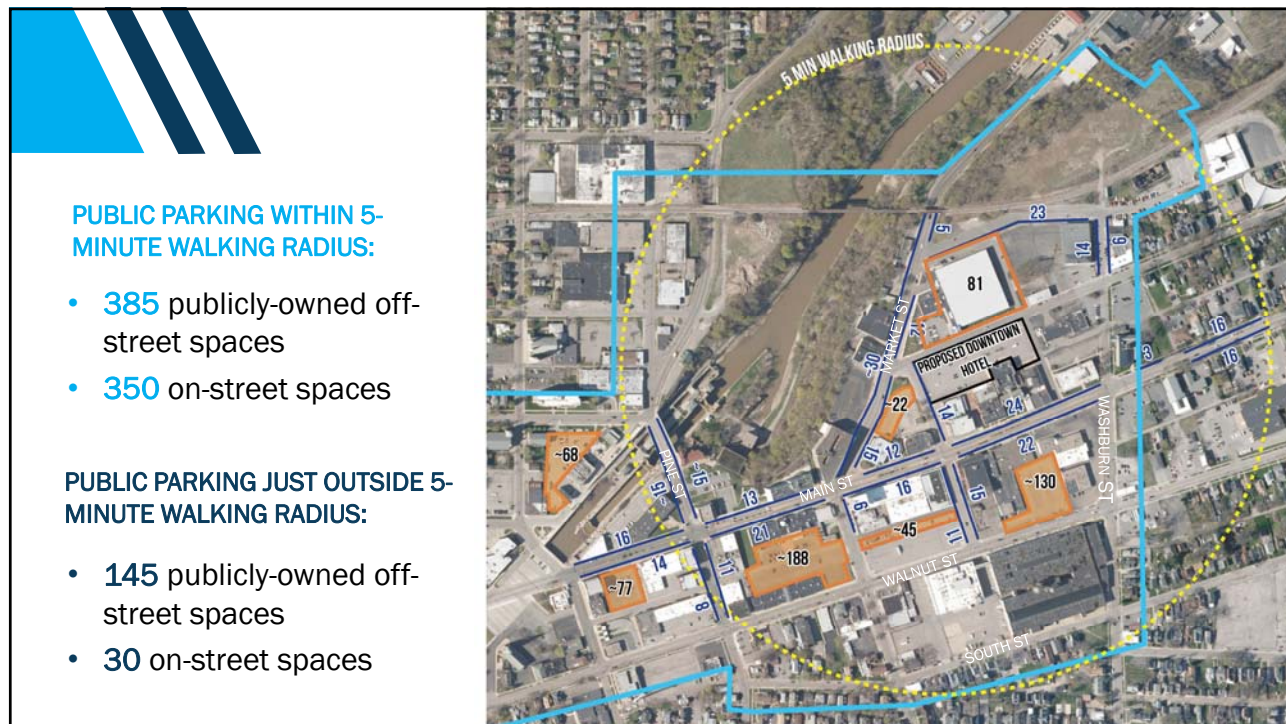 PUBLIC PARKING WITHIN 5-
MINUTE WALKING RADIUS:
• 385 publicly-owned off-
street spaces
• 350 on-street spaces
PUBLIC PARKING JUST OUTSIDE 5-
MINUTE WALKING RADIUS:
• 145 publicly-owned off-
street spaces
• 30 on-street spaces
5 MIN WALKING RADIUS
23
5
14
9
81
MARKET ST
~30
PROPOSED DOWNTOWN
HOTEL
16
16
3
~22
14
24
WASHBURN ST
15
12
22
~68
PINE ST
~15
~15
13
MAIN ST
16
15
~130
9
~45
11
16
21
14
11
~188
WALNUT ST
~77
8
SOUTH ST